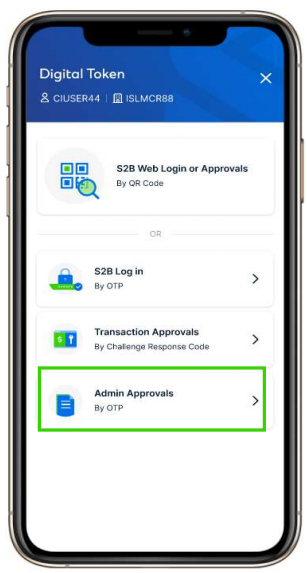 Digital Token
CIUSER44 | ISLMCR88
S2B Web Login or Approvals
By QR Code
OR
S2B Log in
By OTP
Transaction Approvals
By Challenge Response Code
Admin Approvals
By OTP